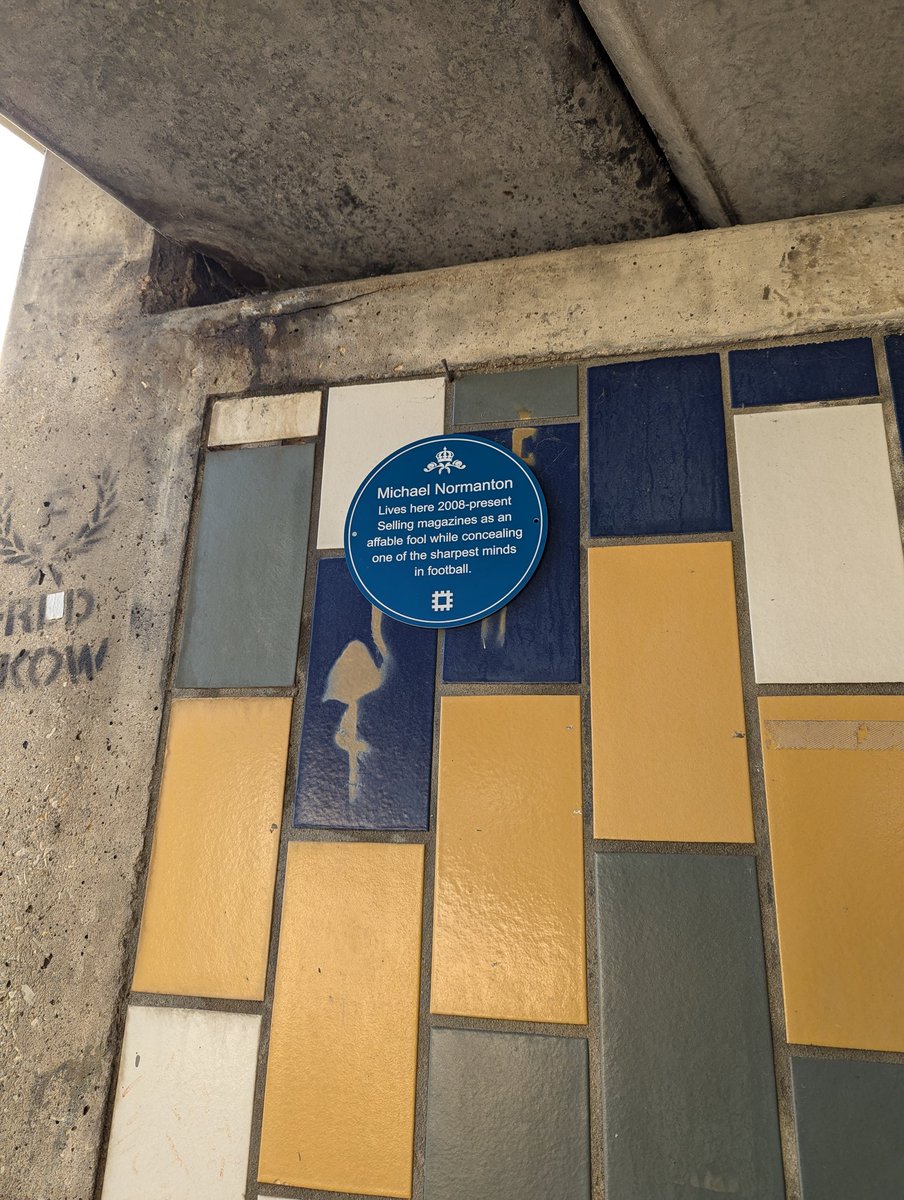 Michael Normanton
Lives here 2008-present
Selling magazines as an
affable fool while concealing
one of the sharpest minds
in football.